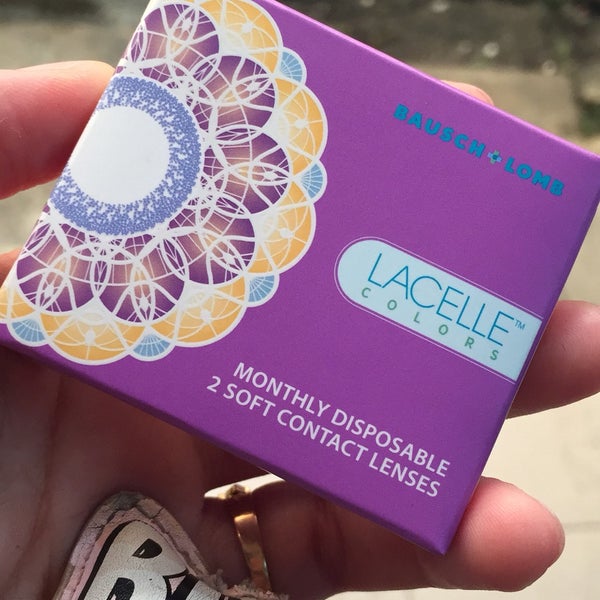 BAUSCH + LOMB
LACELLE™
COLORS
MONTHLY DISPOSABLE
2 SOFT CONTACT LENSES